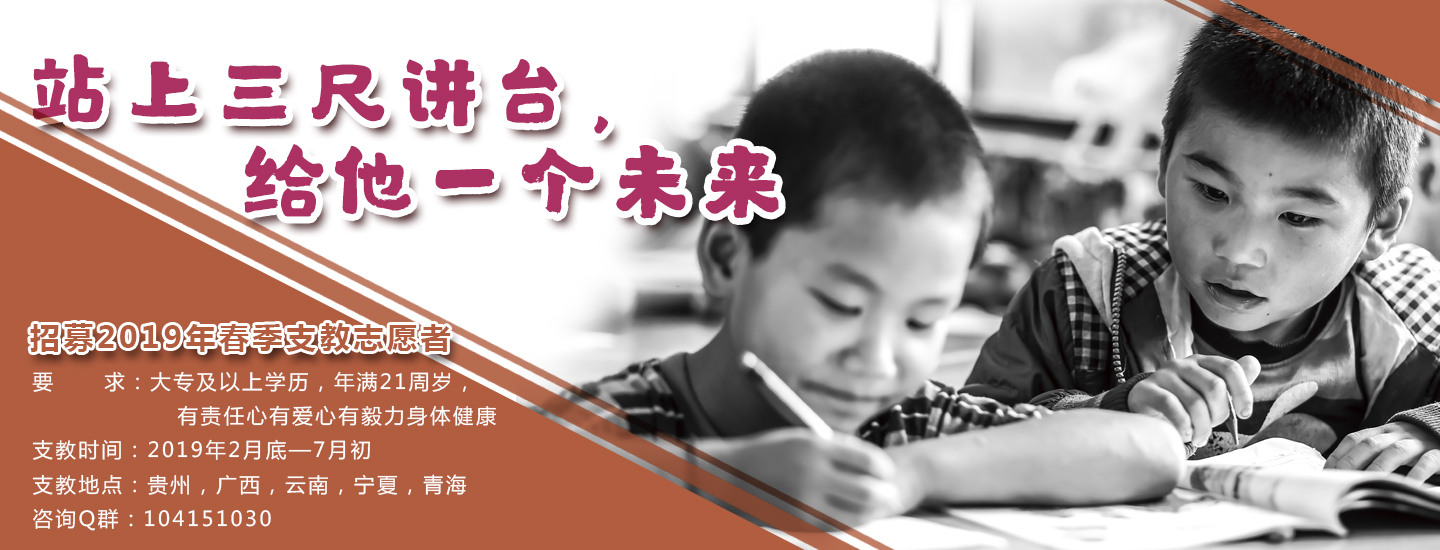 站上三尺讲台，
给他一个未来
招募2019年春季支教志愿者
要　　求：大专及以上学历，年满21周岁，
有责任心有爱心有毅力身体健康
支教时间：2019年2月底—7月初
支教地点：贵州，广西，云南，宁夏，青海
咨询Q群：104151030